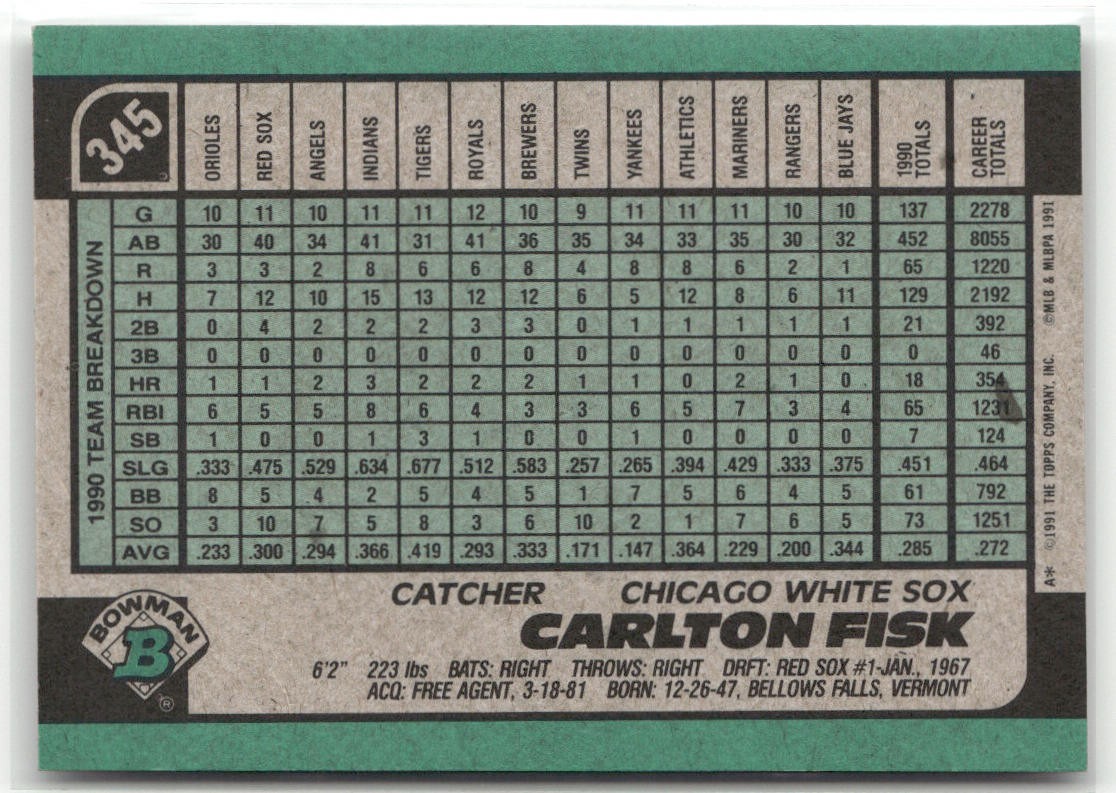 345
ORIOLES RED SOX ANGELS INDIANS TIGERS ROYALS BREWERS TWINS YANKEES ATHLETICS MARINERS RANGERS BLUE JAYS 1990 TOTALS CAREER TOTALS
1990 TEAM BREAKDOWN
G 10 11 10 11 11 12 10 9 11 11 11 10 10 137 2278
AB 30 40 34 41 31 41 36 35 34 33 35 30 32 452 8055
R 3 3 2 8 6 6 8 4 8 8 6 2 1 65 1220
H 7 12 10 15 13 12 12 6 5 12 8 6 11 129 2192
2B 0 4 2 2 2 3 3 0 1 1 1 1 1 21 392
3B 0 0 0 0 0 0 0 0 0 0 0 0 0 0 46
HR 1 1 2 3 2 2 2 1 1 0 2 1 0 18 354
RBI 6 5 5 8 6 4 3 3 6 5 7 3 4 65 1231
SB 1 0 0 1 3 1 0 0 1 0 0 0 0 7 124
SLG .333 .475 .529 .634 .677 .512 .583 .257 .265 .394 .429 .333 .375 .451 .464
BB 8 5 4 2 5 4 5 1 7 5 6 4 5 61 792
SO 3 10 7 5 8 3 6 10 2 1 7 6 5 73 1251
AVG .233 .300 .294 .366 .419 .293 .333 .171 .147 .364 .229 .200 .344 .285 .272
A* ©1991 THE TOPPS COMPANY, INC. ©MLB & MLBPA 1991
CATCHER CHICAGO WHITE SOX
CARLTON FISK
BOWMAN
B
®
6'2" 223 lbs BATS: RIGHT THROWS: RIGHT DRFT: RED SOX #1-JAN., 1967
ACQ: FREE AGENT, 3-18-81 BORN: 12-26-47, BELLOWS FALLS, VERMONT